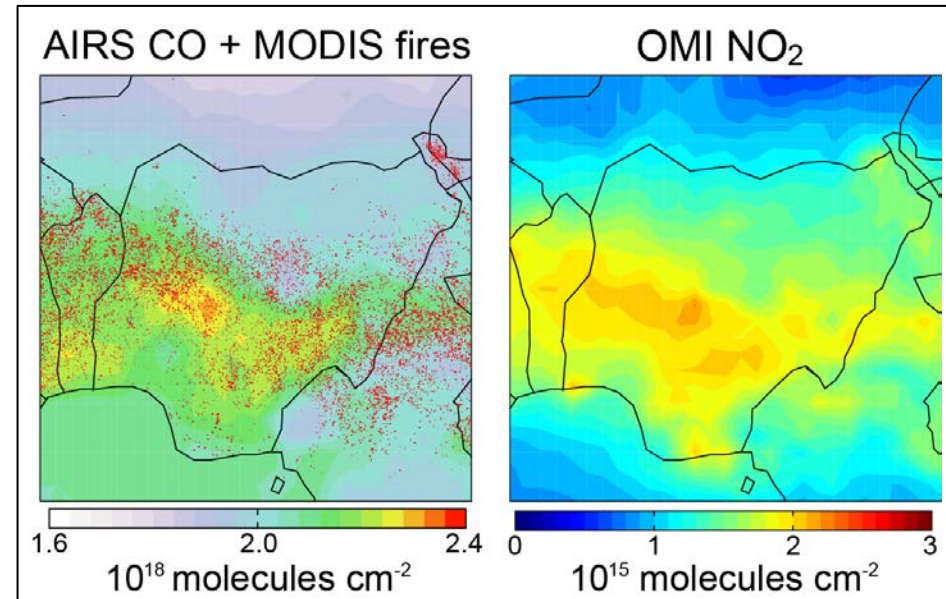 AIRS CO + MODIS fires
OMI NO₂
1.6 2.0 2.4
10¹⁸ molecules cm⁻²
0 1 2 3
10¹⁵ molecules cm⁻²